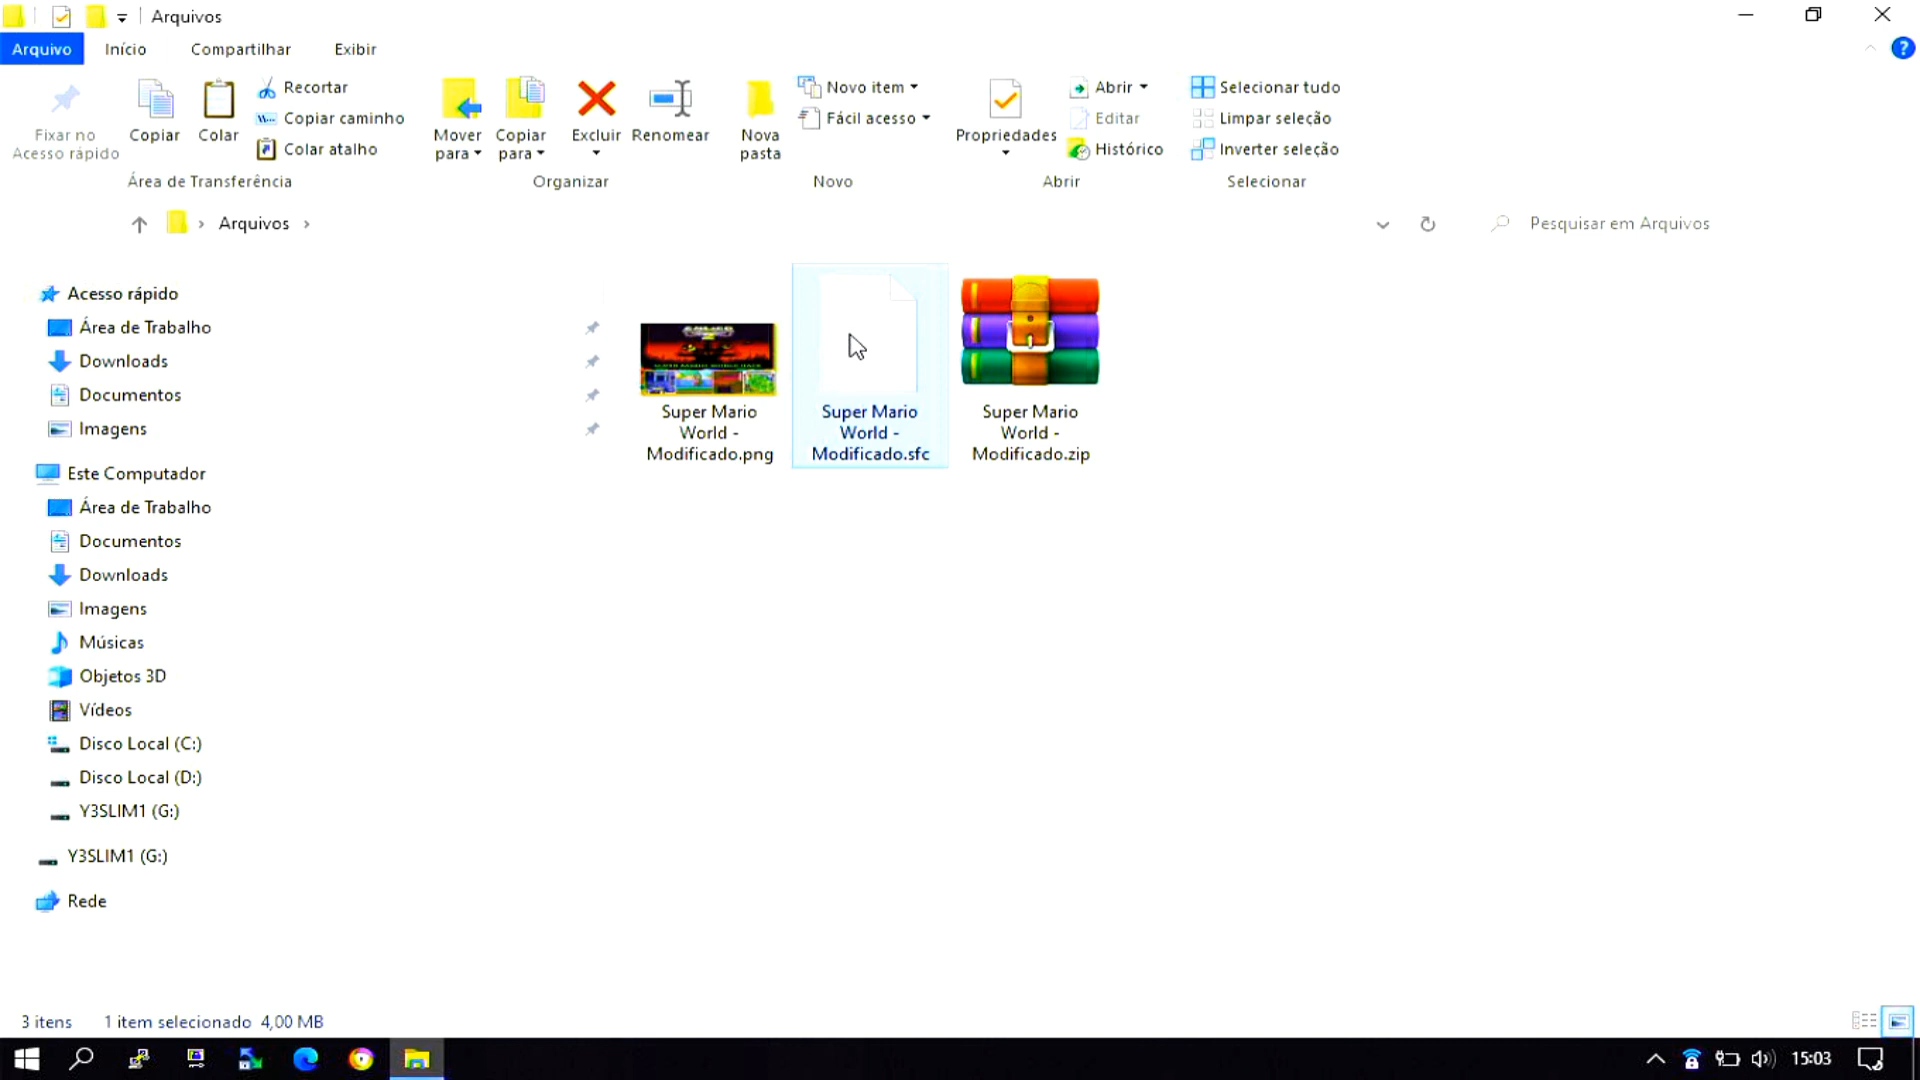 Arquivos
Arquivo Início Compartilhar Exibir
Fixar no
Acesso rápido
Copiar
Colar
Recortar
Copiar caminho
Colar atalho
Mover
para
Copiar
para
Excluir
Renomear
Nova
pasta
Novo item
Fácil acesso
Propriedades
Abrir
Editar
Histórico
Selecionar tudo
Limpar seleção
Inverter seleção
Área de Transferência Organizar Novo Abrir Selecionar
Arquivos
Pesquisar em Arquivos
Acesso rápido
Área de Trabalho
Downloads
Documentos
Imagens
Este Computador
Área de Trabalho
Documentos
Downloads
Imagens
Músicas
Objetos 3D
Vídeos
Disco Local (C:)
Disco Local (D:)
Y3SLIM1 (G:)
Y3SLIM1 (G:)
Rede
Super Mario
World -
Modificado.png
Super Mario
World -
Modificado.sfc
Super Mario
World -
Modificado.zip
3 itens 1 item selecionado 4,00 MB
15:03